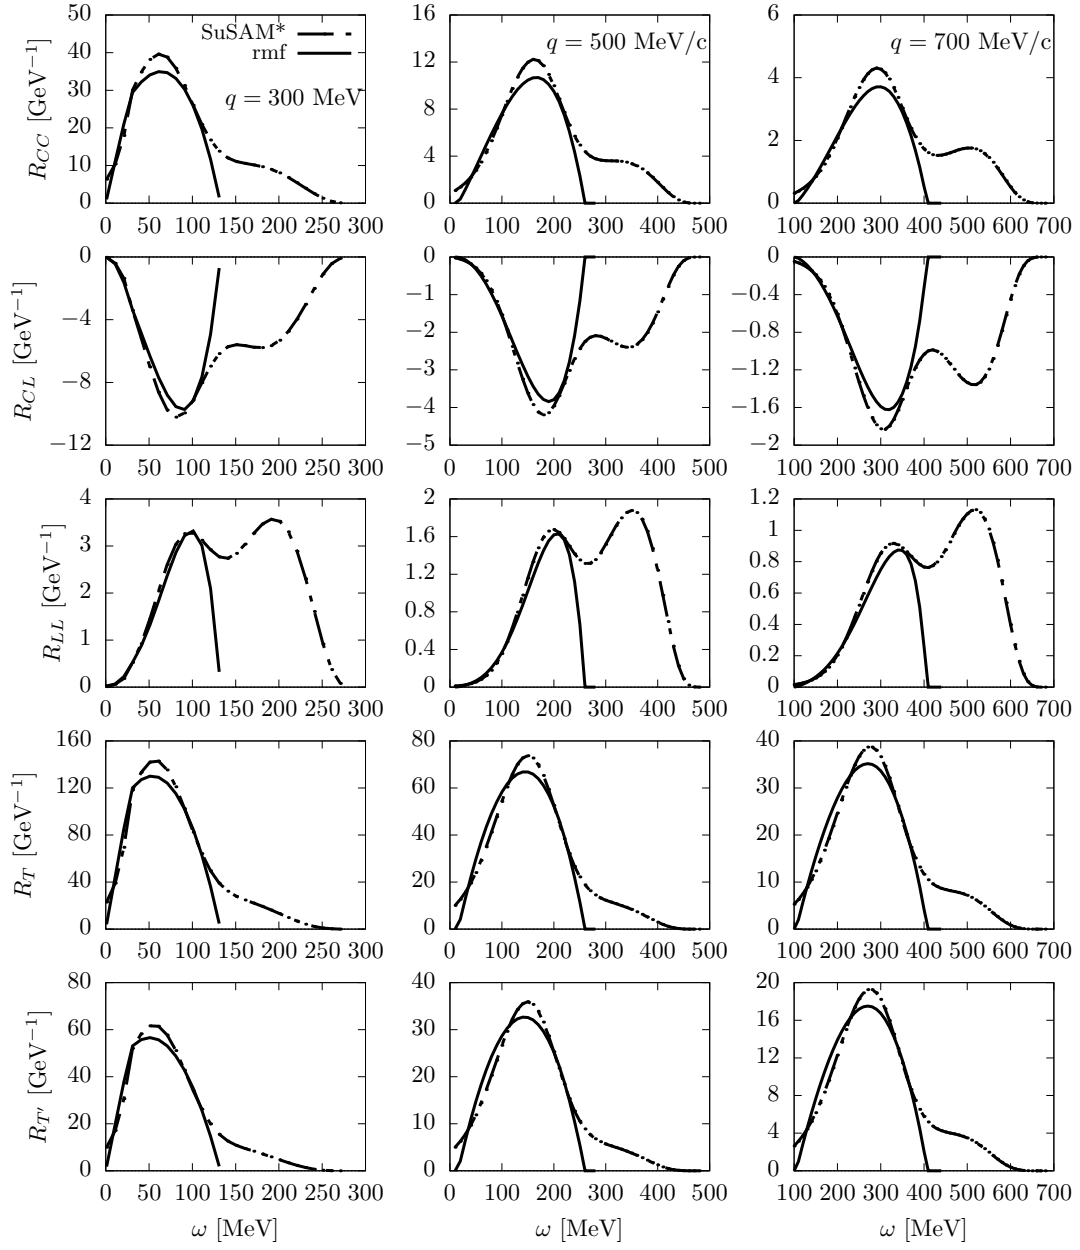 SuSAM*
rmf
q = 300 MeV
R_CC [GeV⁻¹]
50
40
30
20
10
0
0 50 100 150 200 250 300
q = 500 MeV/c
16
12
8
4
0
0 100 200 300 400 500
q = 700 MeV/c
6
4
2
0
100 200 300 400 500 600 700
R_CL [GeV⁻¹]
0
−4
−8
−12
0 50 100 150 200 250 300
0
−1
−2
−3
−4
−5
0 100 200 300 400 500
0
−0.4
−0.8
−1.2
−1.6
−2
100 200 300 400 500 600 700
R_LL [GeV⁻¹]
4
3
2
1
0
0 50 100 150 200 250 300
2
1.6
1.2
0.8
0.4
0
0 100 200 300 400 500
1.2
1
0.8
0.6
0.4
0.2
0
100 200 300 400 500 600 700
R_T [GeV⁻¹]
160
120
80
40
0
0 50 100 150 200 250 300
80
60
40
20
0
0 100 200 300 400 500
40
30
20
10
0
100 200 300 400 500 600 700
R_T′ [GeV⁻¹]
80
60
40
20
0
0 50 100 150 200 250 300
ω [MeV]
40
30
20
10
0
0 100 200 300 400 500
ω [MeV]
20
16
12
8
4
0
100 200 300 400 500 600 700
ω [MeV]